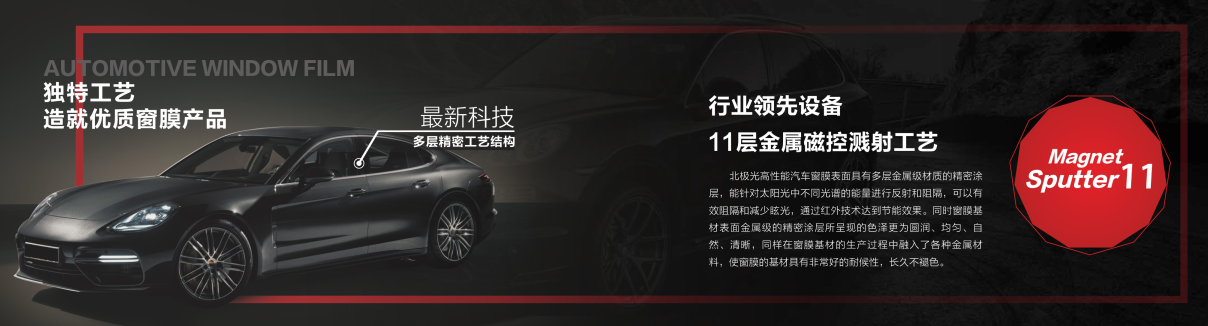 AUTOMOTIVE WINDOW FILM
独特工艺
造就优质窗膜产品
最新科技
多层精密工艺结构
行业领先设备
11层金属磁控溅射工艺
北极光高性能汽车窗膜表面具有多层金属级材质的精密涂
层，能针对太阳光中不同光谱的能量进行反射和阻隔，可以有
效阻隔和减少眩光，通过红外技术达到节能效果。同时窗膜基
材表面金属级的精密涂层所呈现的色泽更为圆润、均匀、自
然、清晰，同样在窗膜基材的生产过程中融入了各种金属材
料，使窗膜的基材具有非常好的耐候性，长久不褪色。
Magnet
Sputter11